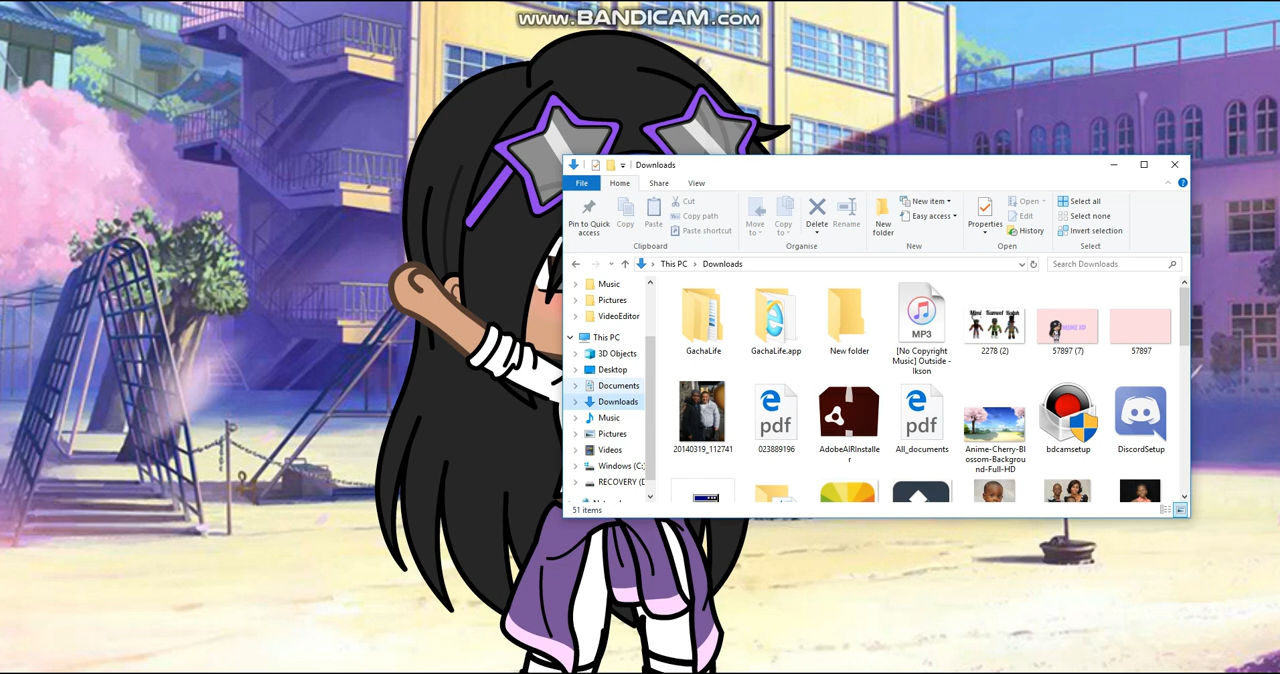 www.BANDICAM.com
Downloads
File Home Share View
Pin to Quick access
Copy
Paste
Cut
Copy path
Paste shortcut
Clipboard
Move to
Copy to
Delete
Rename
Organise
New folder
New item
Easy access
New
Properties
Open
Edit
History
Open
Select all
Select none
Invert selection
Select
This PC > Downloads
Search Downloads
Music
Pictures
VideoEditor
This PC
3D Objects
Desktop
Documents
Downloads
Music
Pictures
Videos
Windows (C:)
RECOVERY (D
GachaLife
GachaLife.app
New folder
MP3
[No Copyright
Music] Outside -
Ikson
2278 (2)
57897 (7)
57897
20140319_112741
pdf
023889196
AdobeAIRInstalle
r
pdf
All_documents
Anime-Cherry-Bl
ossom-Backgrou
nd-Full-HD
bdcamsetup
DiscordSetup
51 items